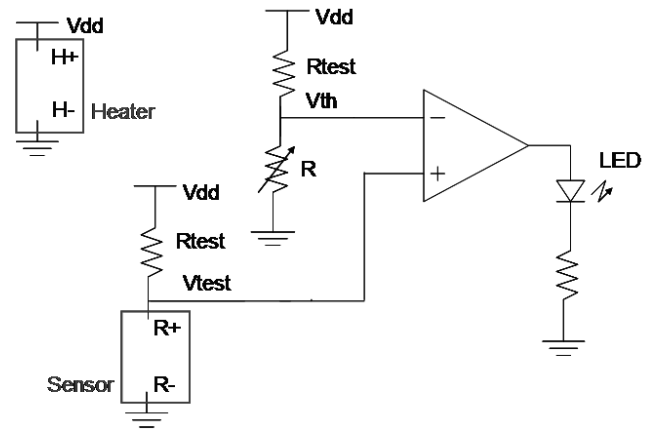 Vdd
H+
H-
Heater
Vdd
Rtest
Vth
R
−
+
LED
Vdd
Rtest
Vtest
R+
R-
Sensor